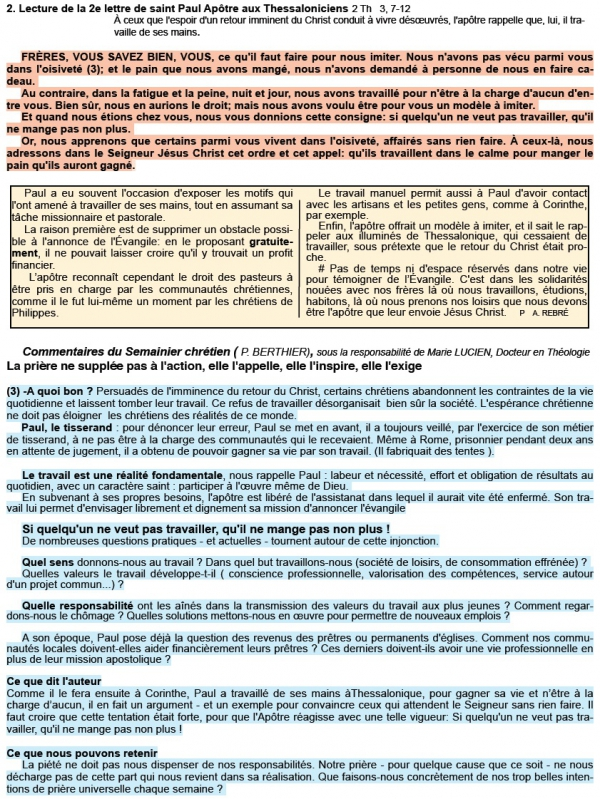 2. Lecture de la 2e lettre de saint Paul Apôtre aux Thessaloniciens 2 Th 3, 7-12
À ceux que l'espoir d'un retour imminent du Christ conduit à vivre désœuvrés, l'apôtre rappelle que, lui, il tra-
vaille de ses mains.
FRÈRES, VOUS SAVEZ BIEN, VOUS, ce qu'il faut faire pour nous imiter. Nous n'avons pas vécu parmi vous
dans l'oisiveté (3); et le pain que nous avons mangé, nous n'avons demandé à personne de nous en faire ca-
deau.
Au contraire, dans la fatigue et la peine, nuit et jour, nous avons travaillé pour n'être à la charge d'aucun d'en-
tre vous. Bien sûr, nous en aurions le droit; mais nous avons voulu être pour vous un modèle à imiter.
Et quand nous étions chez vous, nous vous donnions cette consigne: si quelqu'un ne veut pas travailler, qu'il
ne mange pas non plus.
Or, nous apprenons que certains parmi vous vivent dans l'oisiveté, affairés sans rien faire. À ceux-là, nous
adressons dans le Seigneur Jésus Christ cet ordre et cet appel: qu'ils travaillent dans le calme pour manger le
pain qu'ils auront gagné.
Paul a eu souvent l'occasion d'exposer les motifs qui
l'ont amené à travailler de ses mains, tout en assumant sa
tâche missionnaire et pastorale.
La raison première est de supprimer un obstacle possi-
ble à l'annonce de l'Évangile: en le proposant gratuite-
ment, il ne pouvait laisser croire qu'il y trouvait un profit
financier.
L'apôtre reconnaît cependant le droit des pasteurs à
être pris en charge par les communautés chrétiennes,
comme il le fut lui-même un moment par les chrétiens de
Philippes.
Le travail manuel permit aussi à Paul d'avoir contact
avec les artisans et les petites gens, comme à Corinthe,
par exemple.
Enfin, l'apôtre offrait un modèle à imiter, et il sait le rap-
peler aux illuminés de Thessalonique, qui cessaient de
travailler, sous prétexte que le retour du Christ était pro-
che.
# Pas de temps ni d'espace réservés dans notre vie
pour témoigner de l'Évangile. C'est dans les solidarités
nouées avec nos frères là où nous travaillons, étudions,
habitons, là où nous prenons nos loisirs que nous devons
être l'apôtre que leur envoie Jésus Christ. P A. REBRÉ
Commentaires du Semainier chrétien ( P. BERTHIER), sous la responsabilité de Marie LUCIEN, Docteur en Théologie
La prière ne supplée pas à l'action, elle l'appelle, elle l'inspire, elle l'exige
(3) -A quoi bon ? Persuadés de l'imminence du retour du Christ, certains chrétiens abandonnent les contraintes de la vie
quotidienne et laissent tomber leur travail. Ce refus de travailler désorganisait bien sûr la société. L'espérance chrétienne
ne doit pas éloigner les chrétiens des réalités de ce monde.
Paul, le tisserand : pour dénoncer leur erreur, Paul se met en avant, il a toujours veillé, par l'exercice de son métier
de tisserand, à ne pas être à la charge des communautés qui le recevaient. Même à Rome, prisonnier pendant deux ans
en attente de jugement, il a obtenu de pouvoir gagner sa vie par son travail. (Il fabriquait des tentes ).
Le travail est une réalité fondamentale, nous rappelle Paul : labeur et nécessité, effort et obligation de résultats au
quotidien, avec un caractère saint : participer à l'œuvre même de Dieu.
En subvenant à ses propres besoins, l'apôtre est libéré de l'assistanat dans lequel il aurait vite été enfermé. Son tra-
vail lui permet d'envisager librement et dignement sa mission d'annoncer l'évangile
Si quelqu'un ne veut pas travailler, qu'il ne mange pas non plus !
De nombreuses questions pratiques - et actuelles - tournent autour de cette injonction.
Quel sens donnons-nous au travail ? Dans quel but travaillons-nous (société de loisirs, de consommation effrénée) ?
Quelles valeurs le travail développe-t-il ( conscience professionnelle, valorisation des compétences, service autour
d'un projet commun...) ?
Quelle responsabilité ont les aînés dans la transmission des valeurs du travail aux plus jeunes ? Comment regar-
dons-nous le chômage ? Quelles solutions mettons-nous en œuvre pour permettre de nouveaux emplois ?
A son époque, Paul pose déjà la question des revenus des prêtres ou permanents d'églises. Comment nos commu-
nautés locales doivent-elles aider financièrement leurs prêtres ? Ces derniers doivent-ils avoir une vie professionnelle en
plus de leur mission apostolique ?
Ce que dit l'auteur
Comme il le fera ensuite à Corinthe, Paul a travaillé de ses mains àThessalonique, pour gagner sa vie et n'être à la
charge d'aucun, il en fait un argument - et un exemple pour convaincre ceux qui attendent le Seigneur sans rien faire. Il
faut croire que cette tentation était forte, pour que l'Apôtre réagisse avec une telle vigueur: Si quelqu'un ne veut pas tra-
vailler, qu'il ne mange pas non plus !
Ce que nous pouvons retenir
La piété ne doit pas nous dispenser de nos responsabilités. Notre prière - pour quelque cause que ce soit - ne nous
décharge pas de cette part qui nous revient dans sa réalisation. Que faisons-nous concrètement de nos trop belles inten-
tions de prière universelle chaque semaine ?